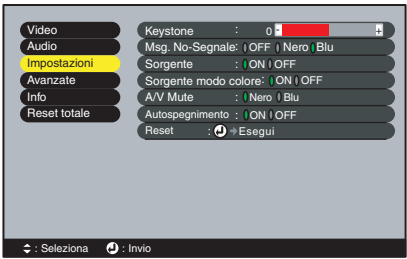 Video
Audio
Impostazioni
Avanzate
Info
Reset totale
Keystone : 0 - +
Msg. No-Segnale: OFF Nero Blu
Sorgente : ON OFF
Sorgente modo colore: ON OFF
A/V Mute : Nero Blu
Autospegnimento : ON OFF
Reset : Esegui
: Seleziona : Invio